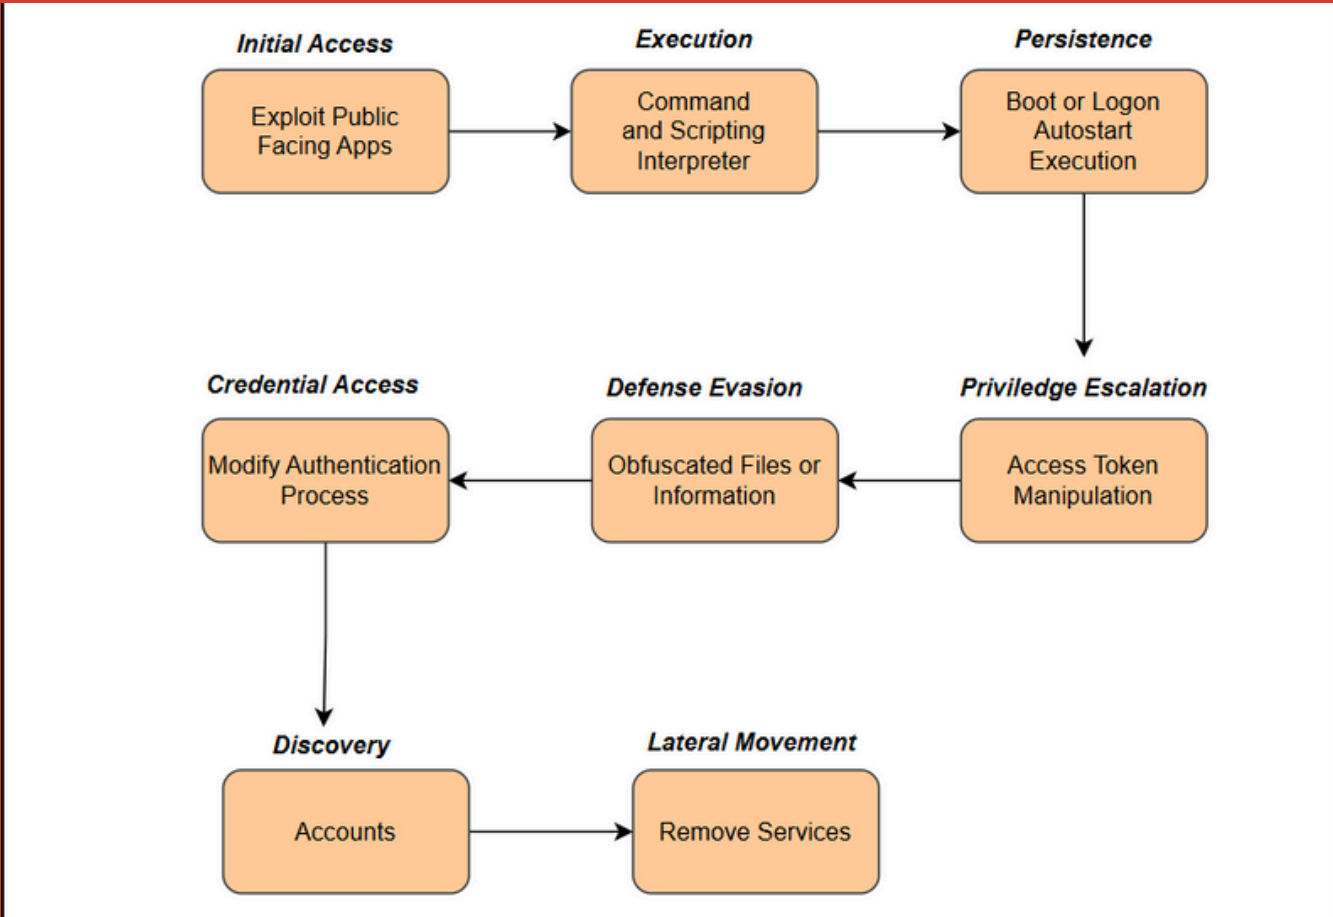 Initial Access
Execution
Persistence
Exploit Public
Facing Apps
Command
and Scripting
Interpreter
Boot or Logon
Autostart
Execution
Credential Access
Defense Evasion
Priviledge Escalation
Modify Authentication
Process
Obfuscated Files or
Information
Access Token
Manipulation
Discovery
Lateral Movement
Accounts
Remove Services